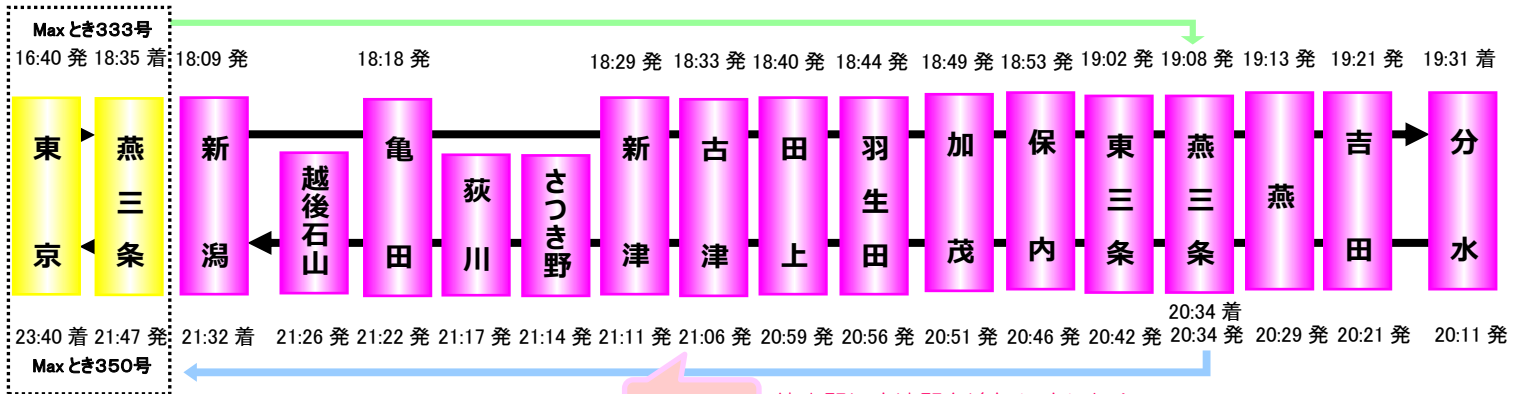 Maxとき333号
16:40 発 18:35 着 18:09 発 18:18 発 18:29 発 18:33 発 18:40 発 18:44 発 18:49 発 18:53 発 19:02 発 19:08 発 19:13 発 19:21 発 19:31 着
東京
燕三条
新潟
越後石山
亀田
荻川
さつき野
新津
古津
田上
羽生田
加茂
保内
東三条
燕三条
燕
吉田
分水
20:34 着
23:40 着 21:47 発 21:32 着 21:26 発 21:22 発 21:17 発 21:14 発 21:11 発 21:06 発 20:59 発 20:56 発 20:51 発 20:46 発 20:42 発 20:34 発 20:29 発 20:21 発 20:11 発
Maxとき350号